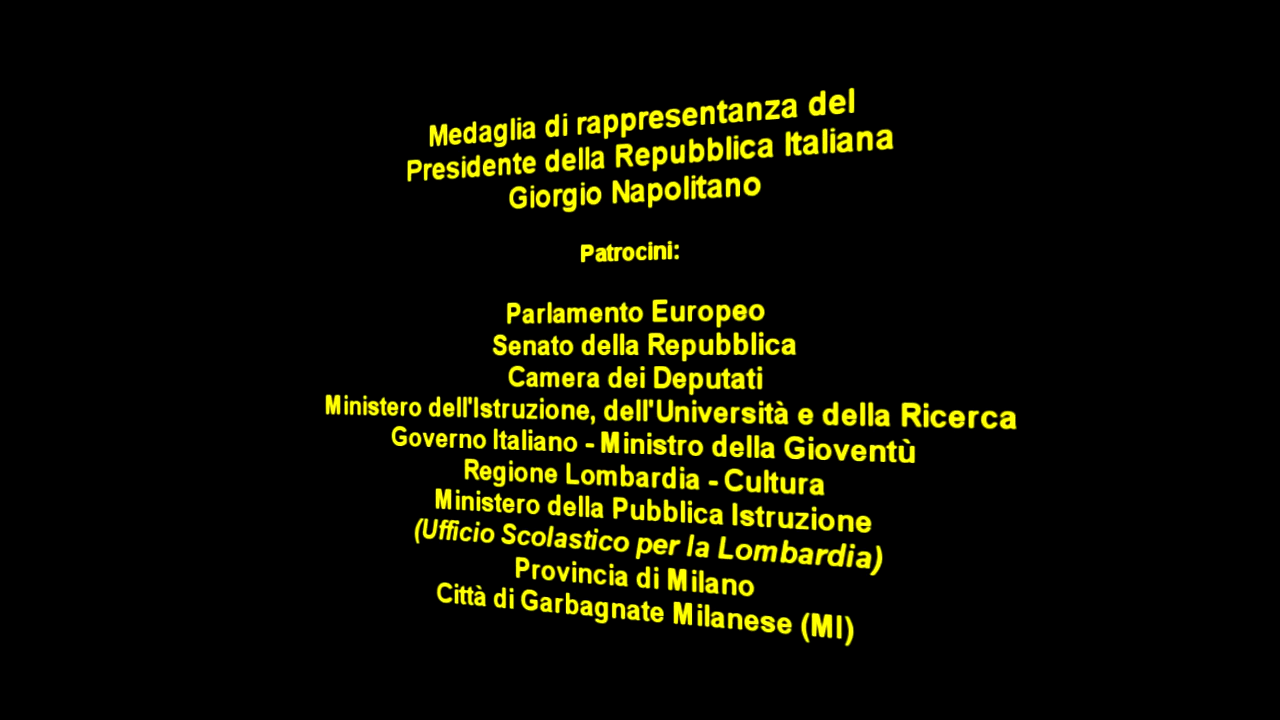 Medaglia di rappresentanza del
Presidente della Repubblica Italiana
Giorgio Napolitano
Patrocini:
Parlamento Europeo
Senato della Repubblica
Camera dei Deputati
Ministero dell'Istruzione, dell'Università e della Ricerca
Governo Italiano - Ministro della Gioventù
Regione Lombardia - Cultura
Ministero della Pubblica Istruzione
(Ufficio Scolastico per la Lombardia)
Provincia di Milano
Città di Garbagnate Milanese (MI)